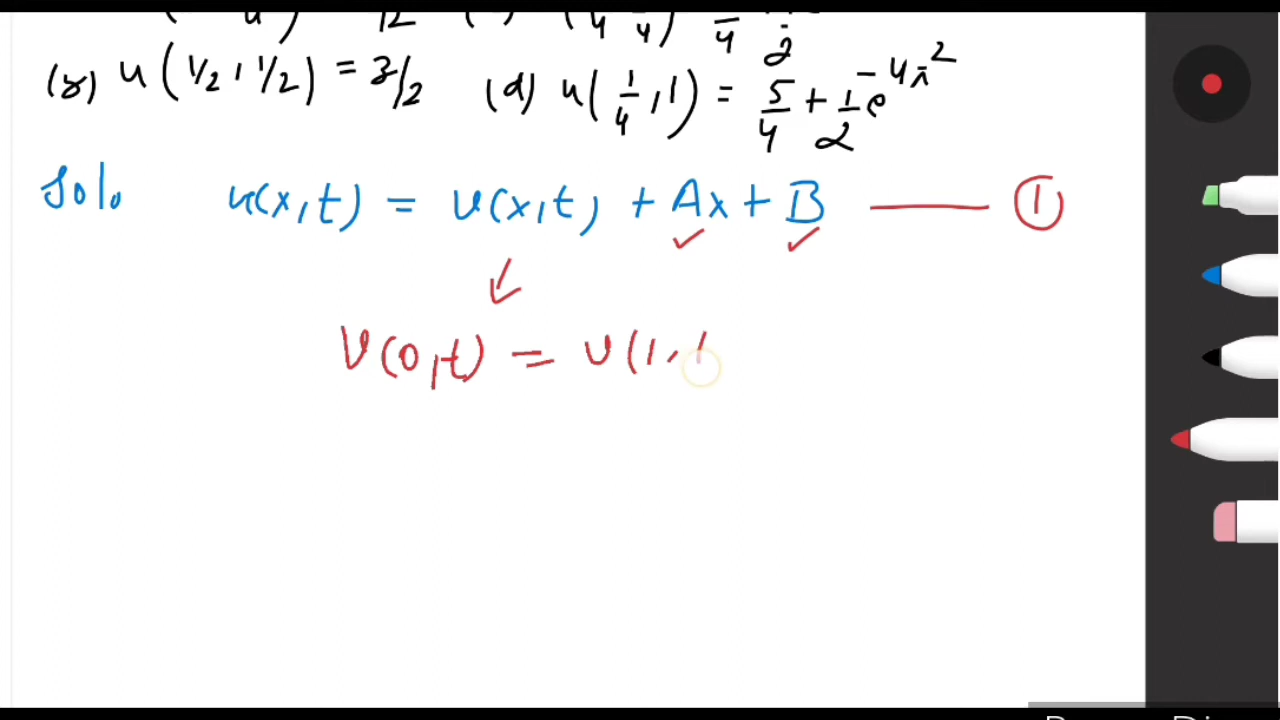 (r) u(1/2, 1/2) = 3/2 (d) u(1/4, 1) = 5/4 + 1/2 e^-4π^2
Solo u(x,t) = v(x,t) + Ax + B ——— ①
V(0,t) = v(1,